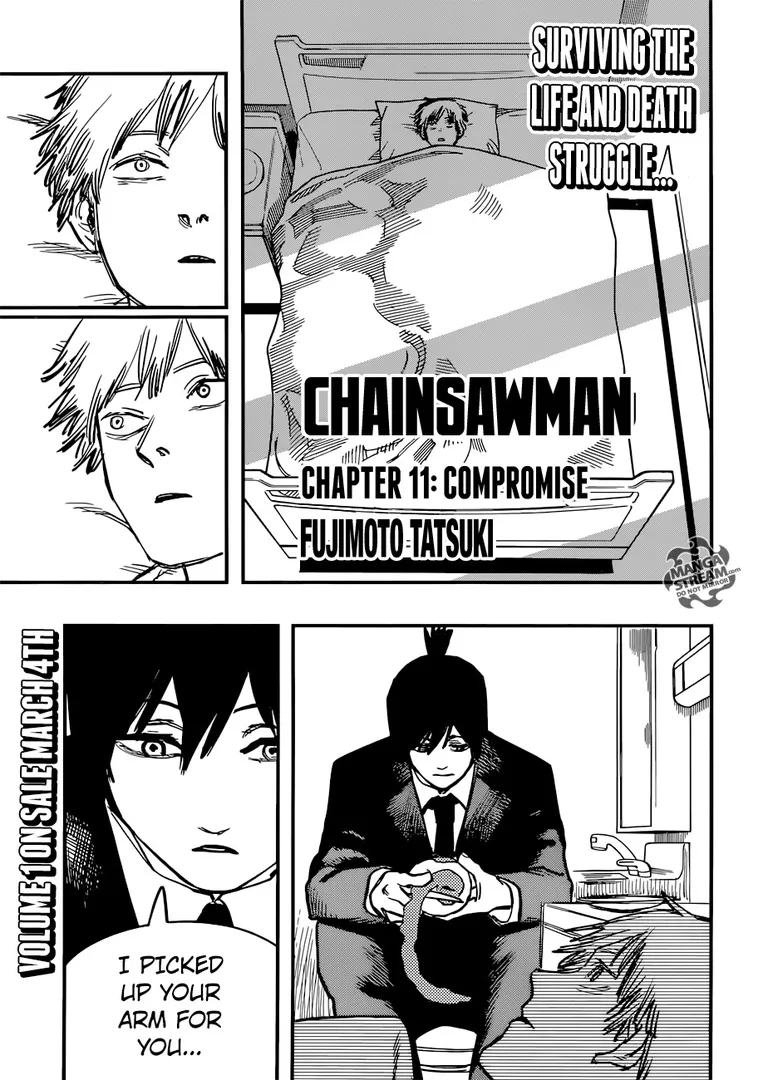 SURVIVING THE
LIFE AND DEATH
STRUGGLE...
CHAINSAWMAN
CHAPTER 11: COMPROMISE
FUJIMOTO TATSUKI
MANGA
STREAM.com
DO NOT MIRROR
VOLUME 1 ON SALE MARCH 4TH
I PICKED
UP YOUR
ARM FOR
YOU...